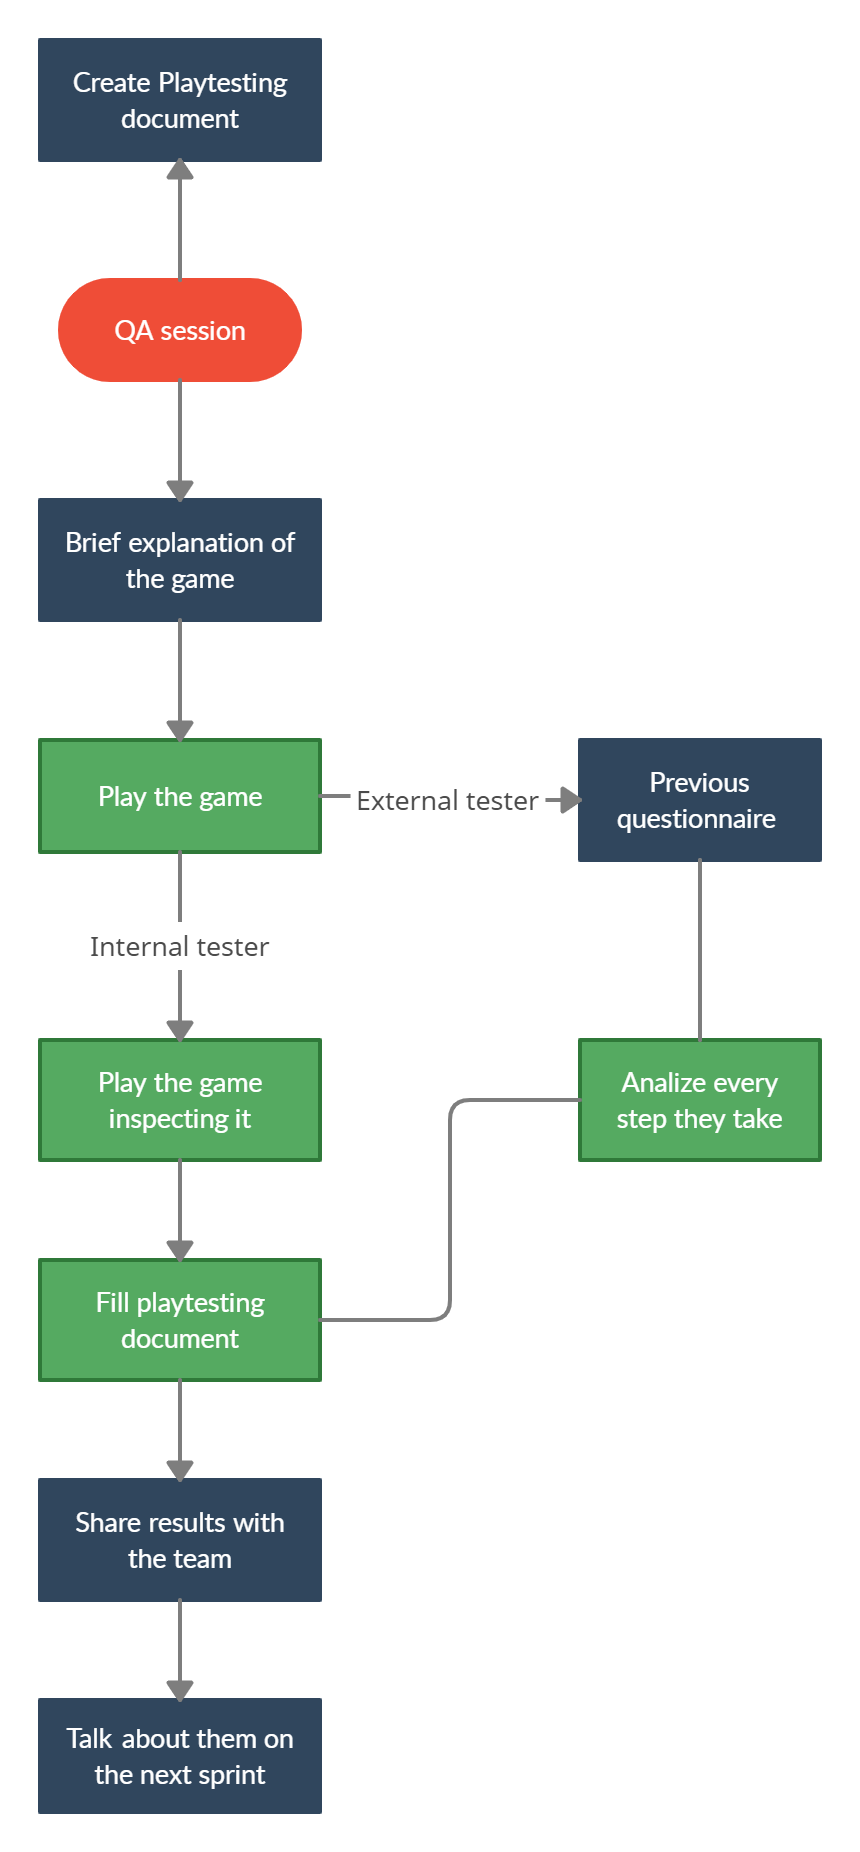 Create Playtesting
document
QA session
Brief explanation of
the game
Play the game
External tester
Previous
questionnaire
Internal tester
Play the game
inspecting it
Analize every
step they take
Fill playtesting
document
Share results with
the team
Talk about them on
the next sprint